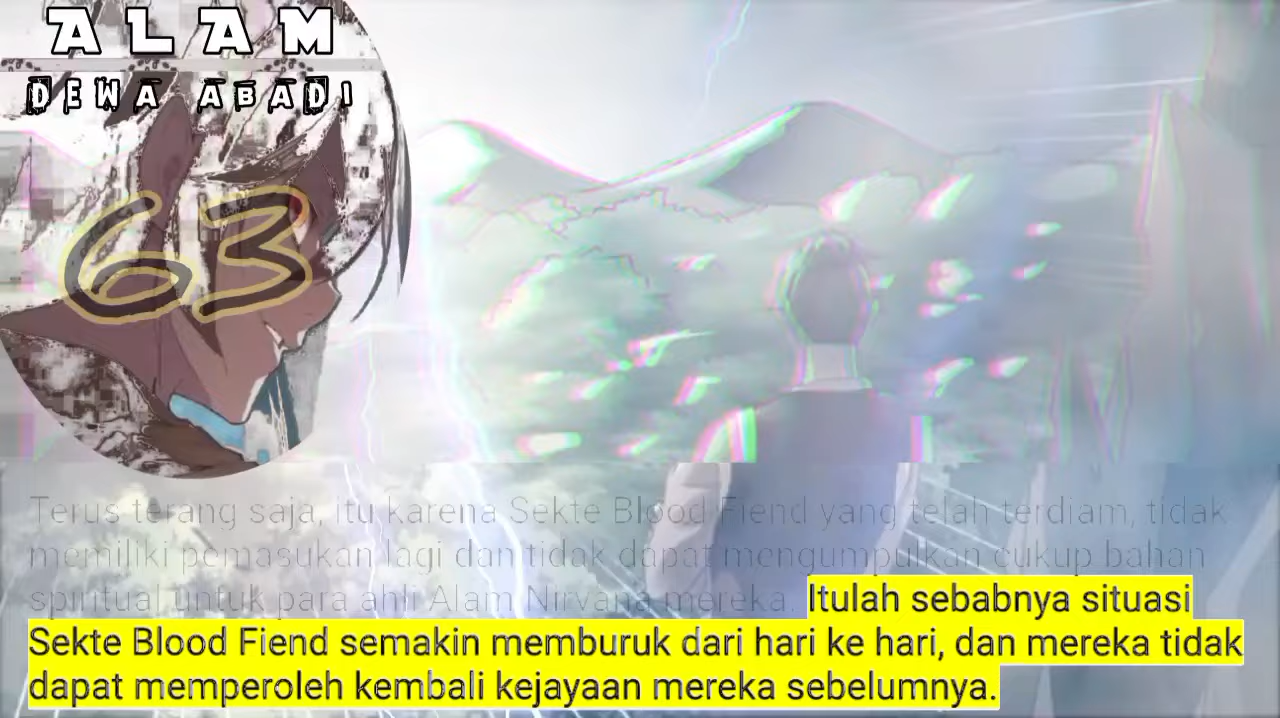 ALAM
DEWA ABADI
63
Terus terang saja, itu karena Sekte Blood Fiend yang telah terdiam, tidak
memiliki pemasukan lagi dan tidak dapat mengumpulkan cukup bahan
spiritual untuk para ahli Alam Nirvana mereka. Itulah sebabnya situasi
Sekte Blood Fiend semakin memburuk dari hari ke hari, dan mereka tidak
dapat memperoleh kembali kejayaan mereka sebelumnya.